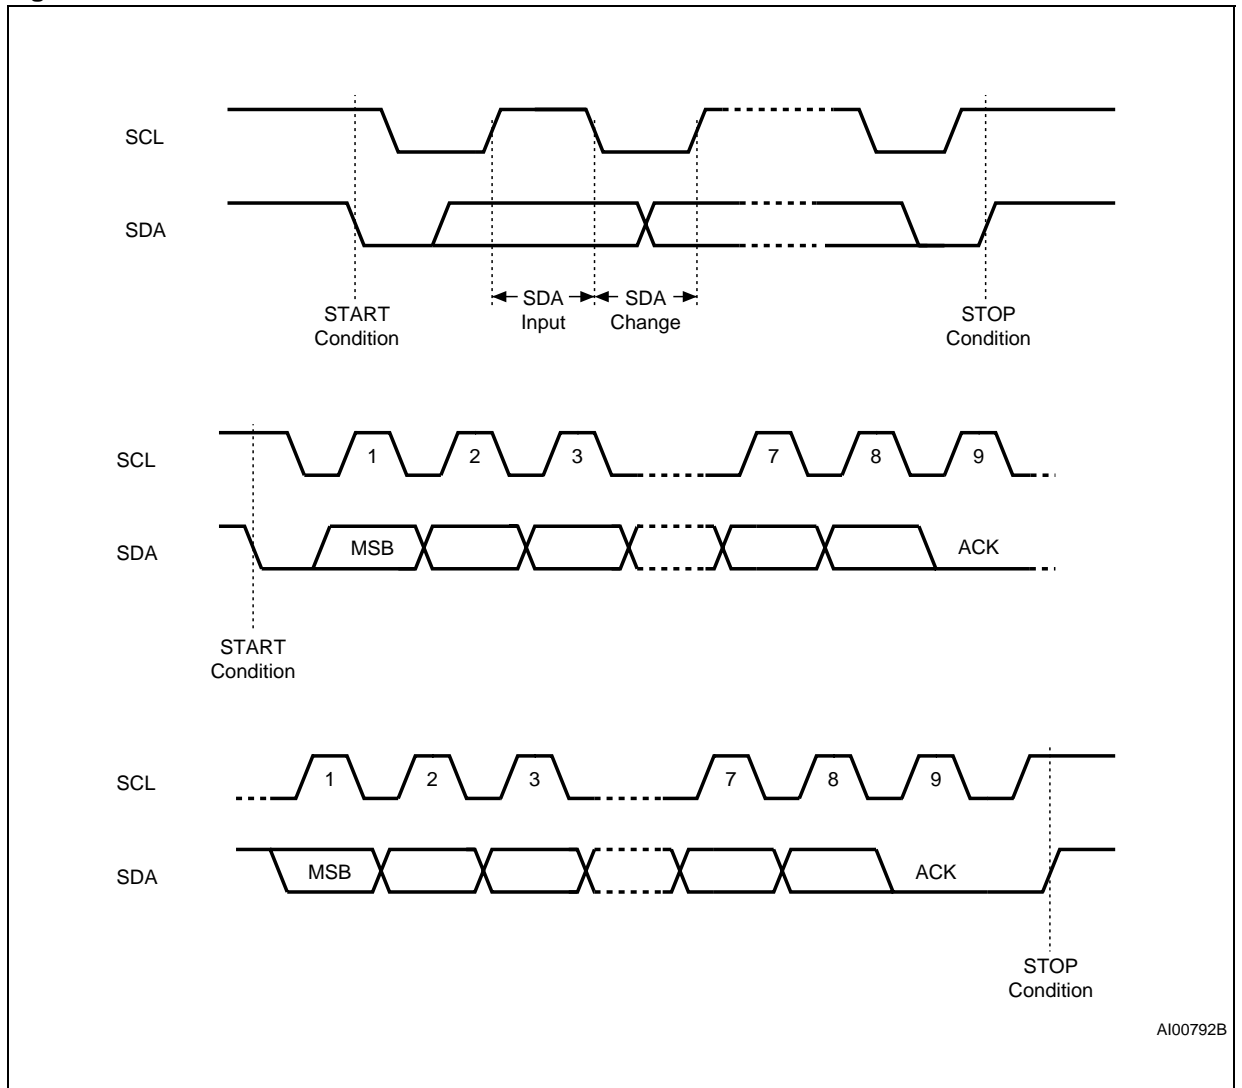 SCL
SDA
START
Condition
SDA
Input
SDA
Change
STOP
Condition
SCL
1 2 3 7 8 9
SDA
MSB ACK
START
Condition
SCL
1 2 3 7 8 9
SDA
MSB ACK
STOP
Condition
AI00792B